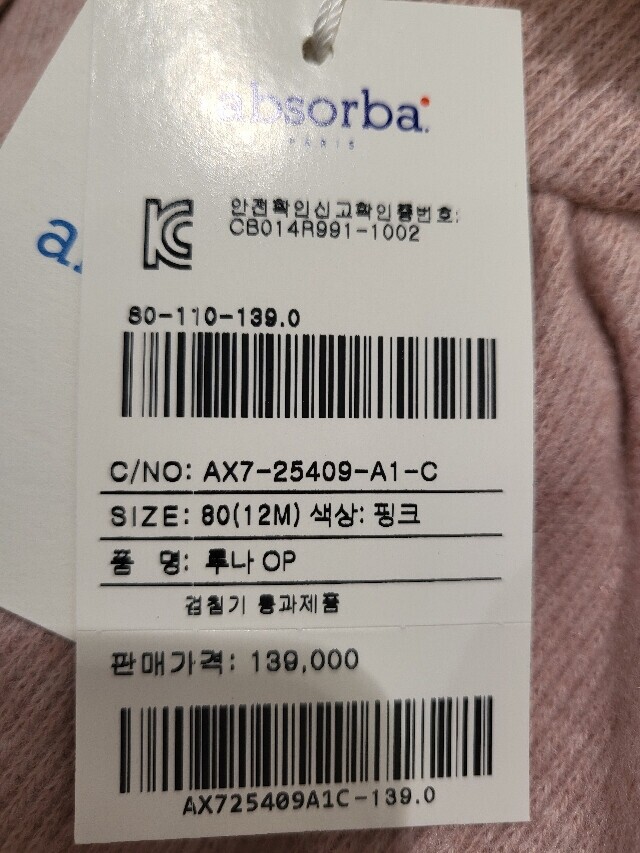 absorba
PARIS
안전확인신고확인증번호:
CB014R991-1002
80-110-139.0
C/NO: AX7-25409-A1-C
SIZE: 80(12M) 색상: 핑크
품 명: 루나 OP
검침기 통과제품
판매가격: 139,000
AX725409A1C-139.0